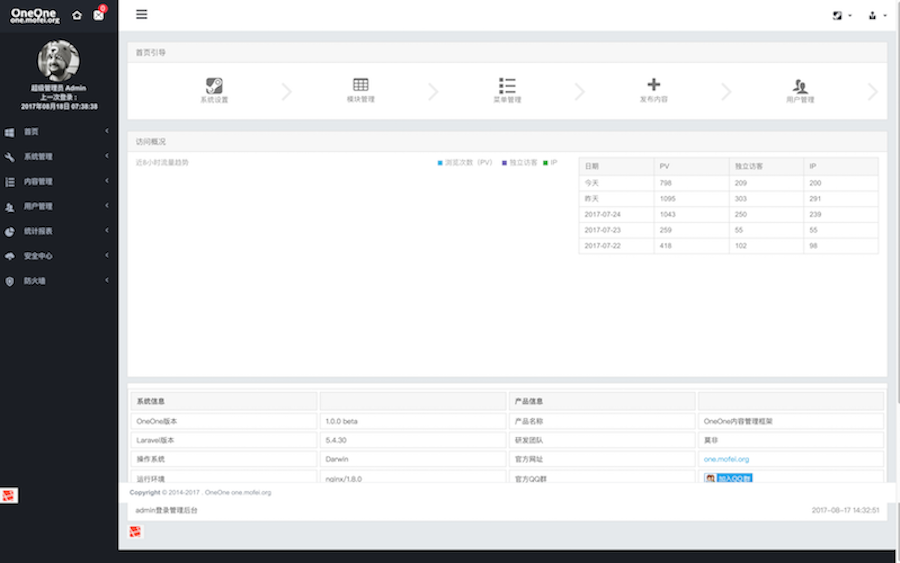 OneOne
one.mofei.org
0
超级管理员 Admin
上一次登录：
2017年08月18日 07:38:38
首页
系统管理
内容管理
用户管理
统计报表
安全中心
防火墙
首页引导
系统设置
模块管理
菜单管理
发布内容
用户管理
访问概况
近8小时流量趋势
浏览次数（PV） 独立访客 IP
日期 PV 独立访客 IP
今天 798 209 200
昨天 1095 303 291
2017-07-24 1043 250 239
2017-07-23 259 55 55
2017-07-22 418 102 98
系统信息 产品信息
OneOne版本 1.0.0 beta 产品名称 OneOne内容管理框架
Laravel版本 5.4.30 研发团队 莫非
操作系统 Darwin 官方网址 one.mofei.org
运行环境 nginx/1.8.0 官方QQ群 加入QQ群
Copyright © 2014-2017 . OneOne one.mofei.org
admin登录管理后台 2017-08-17 14:32:51